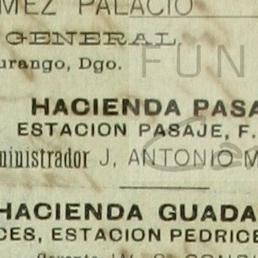 MEZ PALACIO
GENERAL,
urango, Dgo.
FUN
HACIENDA PASA
ESTACION PASAJE, F.
ministrador J, ANTONIO M
HACIENDA GUADA
CES, ESTACION PEDRICE